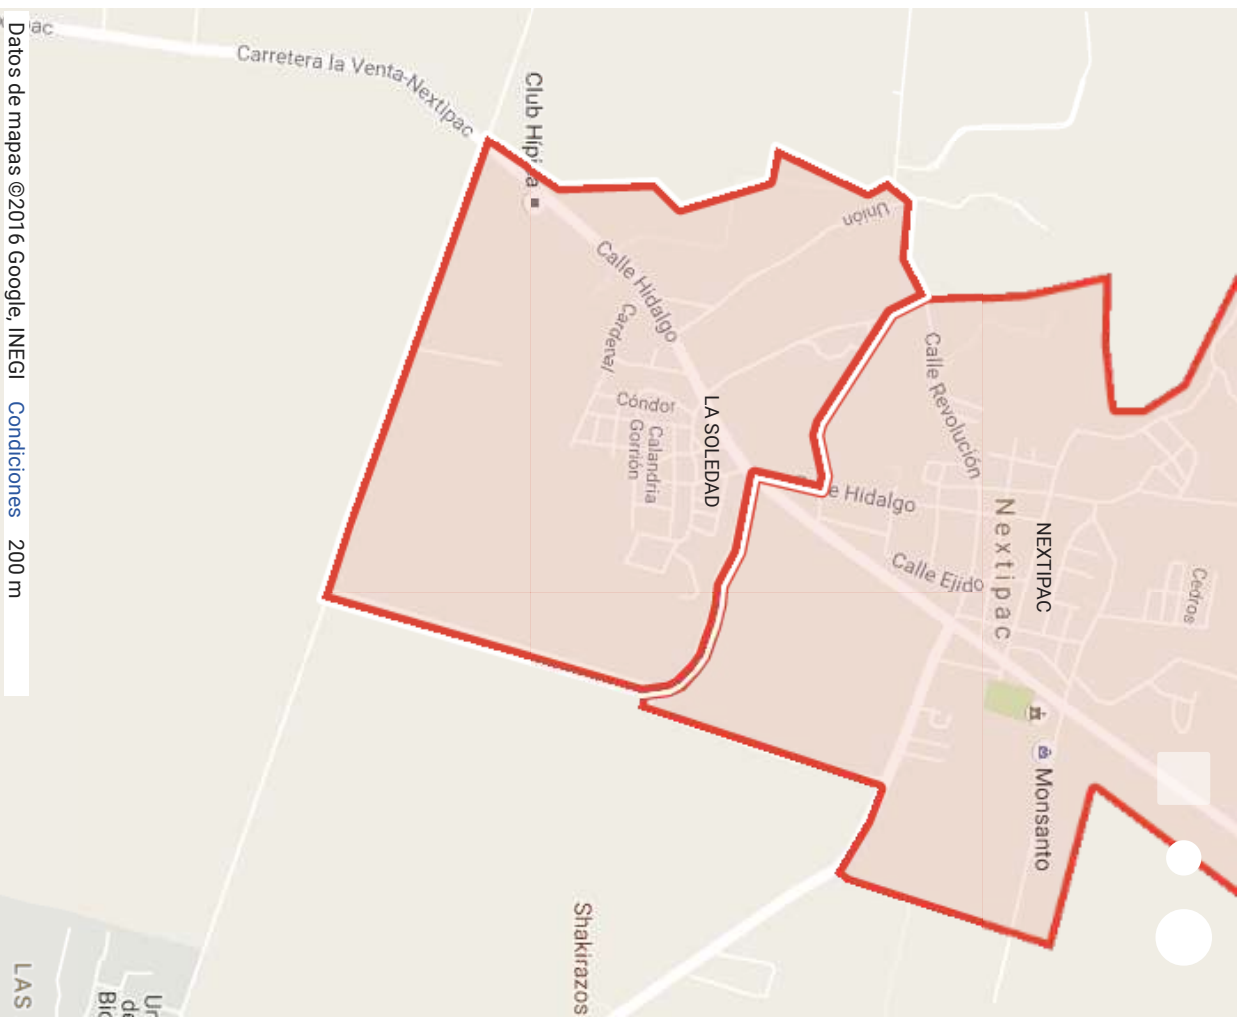 Carretera la Venta-Nextipac
Club Hípi a
Unión
Calle Hidalgo
Cardenal
Cóndor
Calandria
Gorrión
LA SOLEDAD
Calle Revolución
e Hidalgo
Calle Ejido
Nextipac
NEXTIPAC
Cedros
Monsanto
Shakirazos
LAS
Datos de mapas ©2016 Google, INEGI Condiciones 200 m